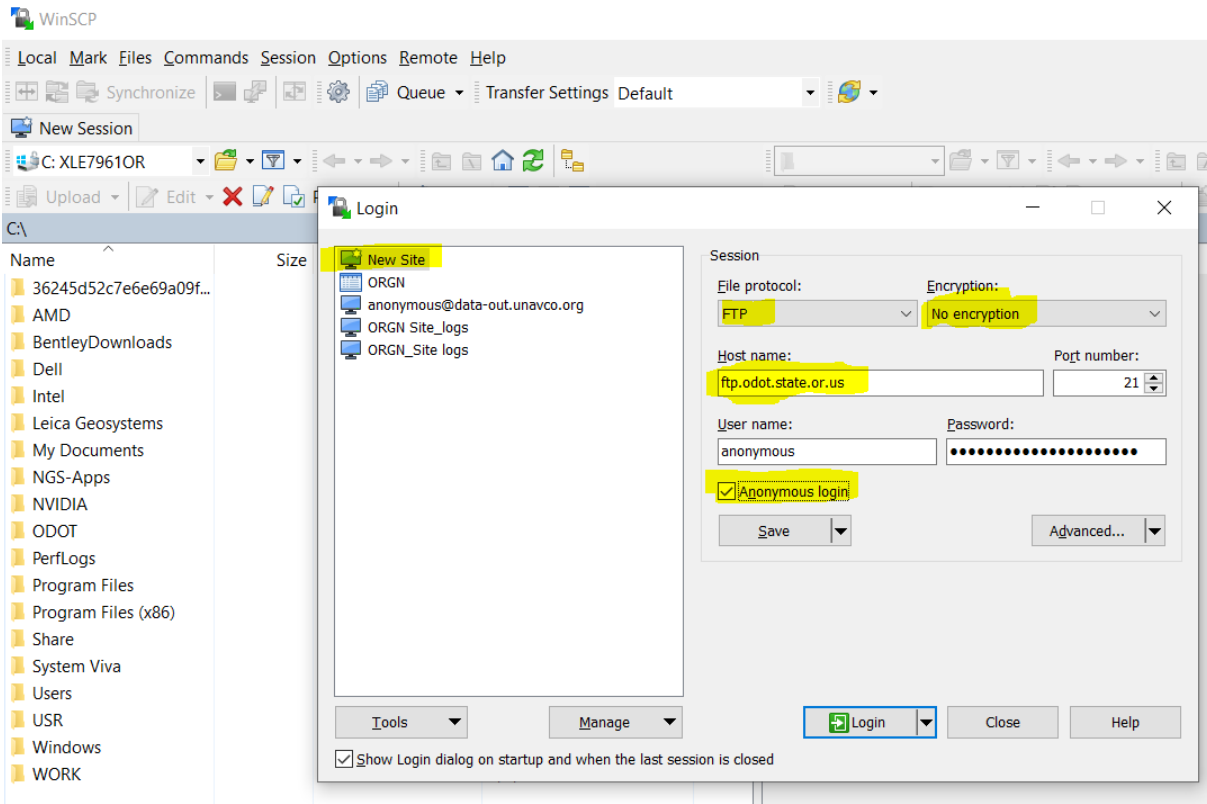 WinSCP
Local Mark Files Commands Session Options Remote Help
Synchronize Queue Transfer Settings Default
New Session
C: XLE7961OR
Upload Edit
C:\
Name Size
36245d52c7e6e69a09f...
AMD
BentleyDownloads
Dell
Intel
Leica Geosystems
My Documents
NGS-Apps
NVIDIA
ODOT
PerfLogs
Program Files
Program Files (x86)
Share
System Viva
Users
USR
Windows
WORK
Login
New Site
ORGN
anonymous@data-out.unavco.org
ORGN Site_logs
ORGN_Site logs
Session
File protocol: Encryption:
FTP No encryption
Host name: Port number:
ftp.odot.state.or.us 21
User name: Password:
anonymous ●●●●●●●●●●●●●●●●●●●●●
Anonymous login
Save Advanced...
Tools Manage Login Close Help
Show Login dialog on startup and when the last session is closed